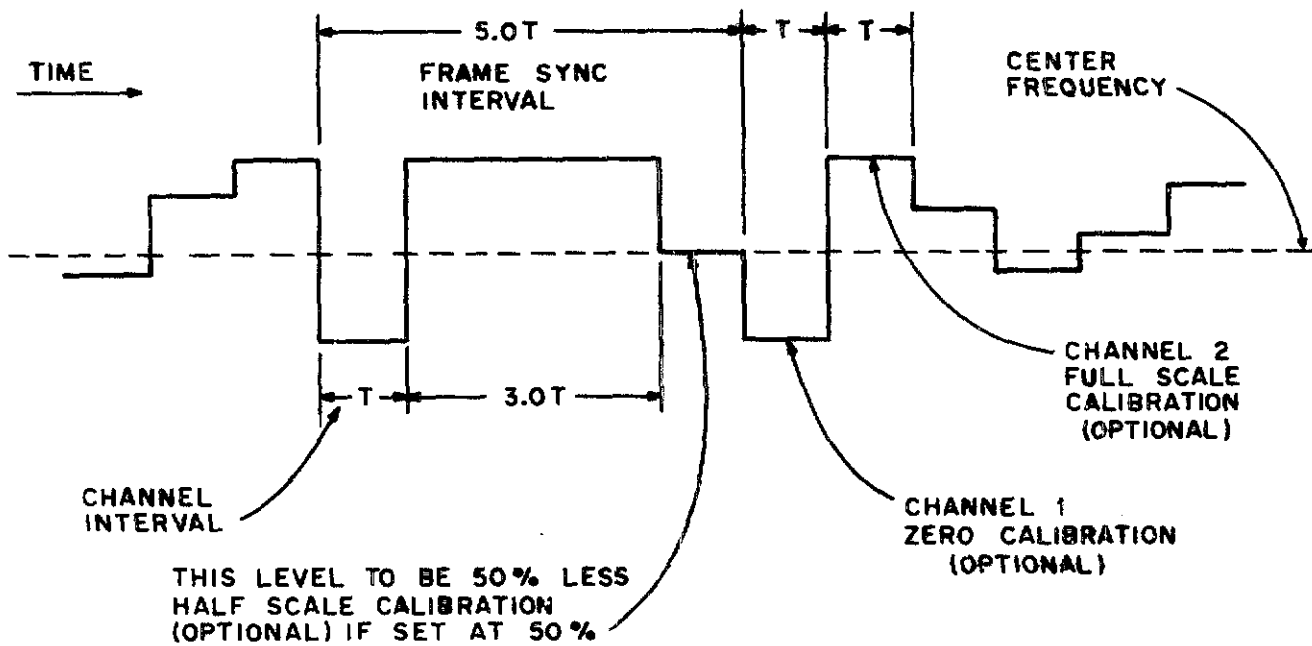 5.0T
T
T
TIME
FRAME SYNC
INTERVAL
CENTER
FREQUENCY
T
3.0T
CHANNEL 2
FULL SCALE
CALIBRATION
(OPTIONAL)
CHANNEL
INTERVAL
CHANNEL 1
ZERO CALIBRATION
(OPTIONAL)
THIS LEVEL TO BE 50% LESS
HALF SCALE CALIBRATION
(OPTIONAL) IF SET AT 50%